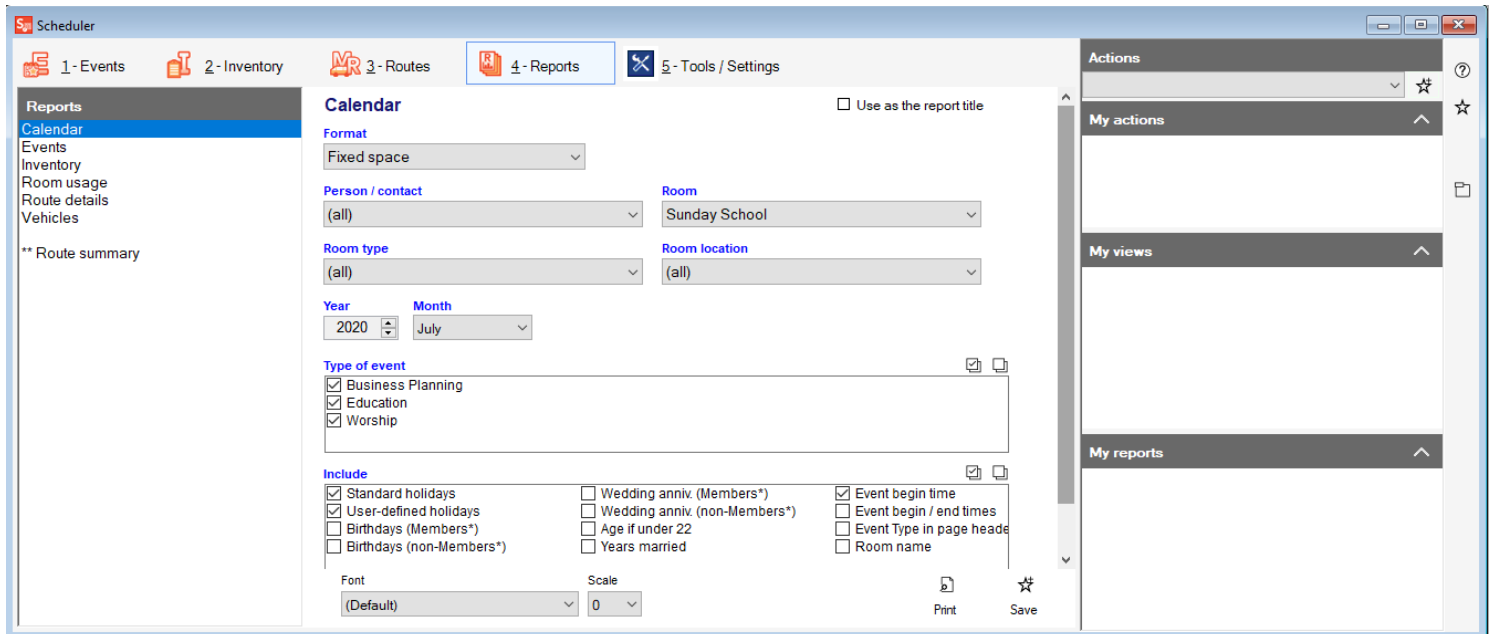 Scheduler
1 - Events 2 - Inventory 3 - Routes 4 - Reports 5 - Tools / Settings
Reports
Calendar
Events
Inventory
Room usage
Route details
Vehicles
** Route summary
Calendar
Use as the report title
Format
Fixed space
Person / contact Room
(all) Sunday School
Room type Room location
(all) (all)
Year Month
2020 July
Type of event
Business Planning
Education
Worship
Include
Standard holidays Wedding anniv. (Members*) Event begin time
User-defined holidays Wedding anniv. (non-Members*) Event begin / end times
Birthdays (Members*) Age if under 22 Event Type in page heade
Birthdays (non-Members*) Years married Room name
Font Scale
(Default) 0
Print Save
Actions
My actions
My views
My reports